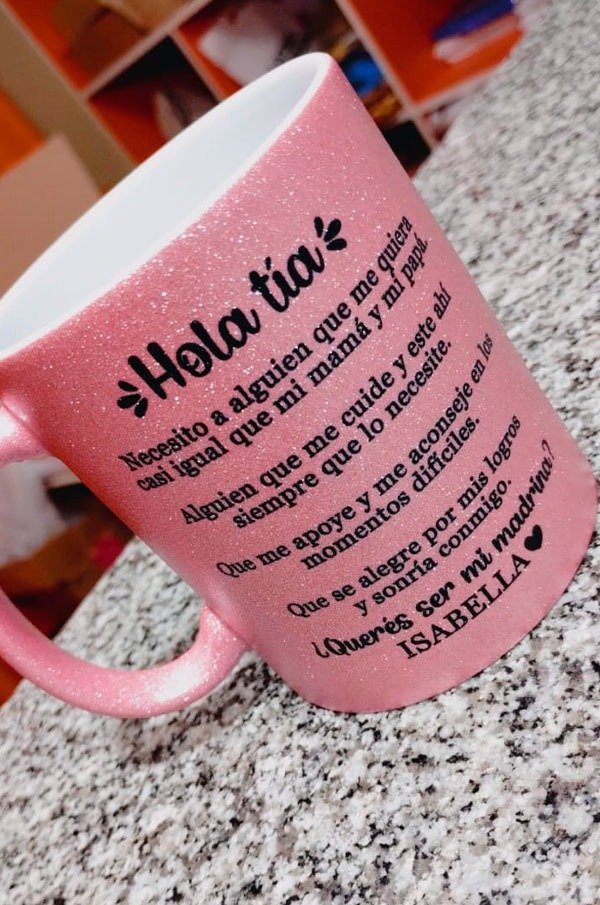 Hola tía
Necesito a alguien que me quiera
casi igual que mi mamá y mi papá.
Alguien que me cuide y este ahí
siempre que lo necesite.
Que me apoye y me aconseje en los
momentos difíciles.
Que se alegre por mis logros
y sonría conmigo.
¿Querés ser mi madrina?
ISABELLA